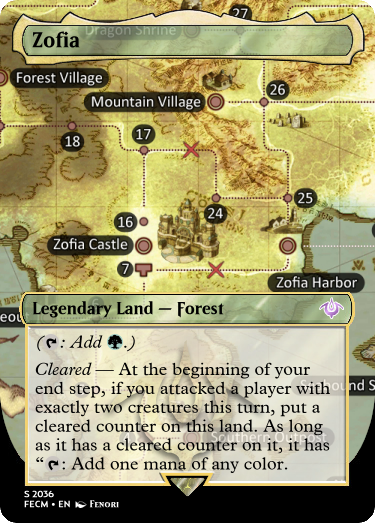 27
Dragon Shrine
Zofia
Forest Village
Mountain Village
26
17
18
24
25
16
Zofia Castle
7
Zofia Harbor
Legendary Land — Forest
(: Add .)
Cleared — At the beginning of your
end step, if you attacked a player with
exactly two creatures this turn, put a
cleared counter on this land. As long
as it has a cleared counter on it, it has
“ : Add one mana of any color.
Southern Outpost
S 2036
FECM • EN Fenori